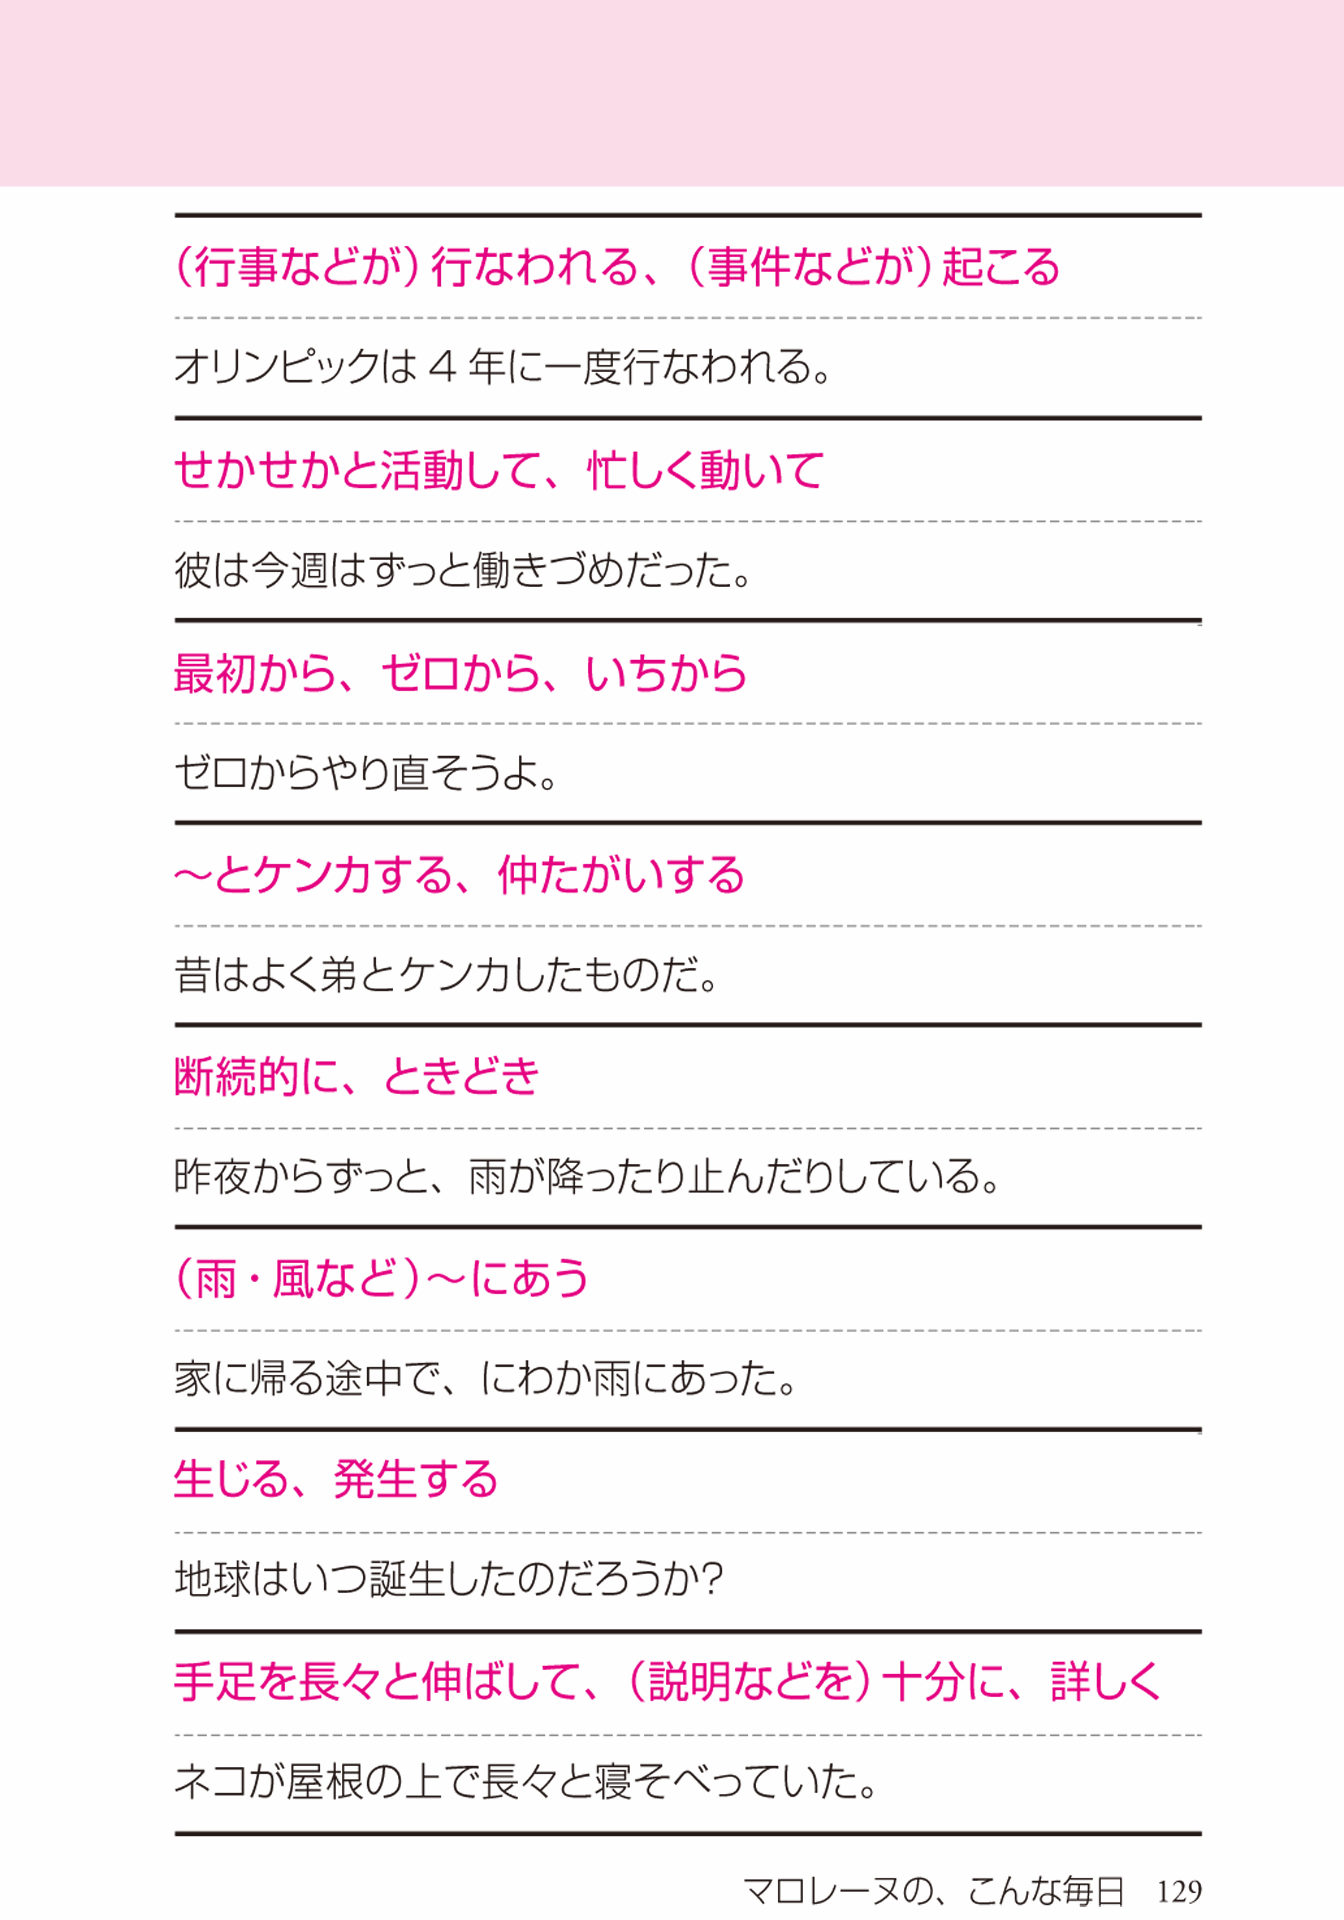 （行事などが）行なわれる、（事件などが）起こる
オリンピックは 4 年に一度行なわれる。
せかせかと活動して、忙しく動いて
彼は今週はずっと働きづめだった。
最初から、ゼロから、いちから
ゼロからやり直そうよ。
〜とケンカする、仲たがいする
昔はよく弟とケンカしたものだ。
断続的に、ときどき
昨夜からずっと、雨が降ったり止んだりしている。
（雨・風など）〜にあう
家に帰る途中で、にわか雨にあった。
生じる、発生する
地球はいつ誕生したのだろうか?
手足を長々と伸ばして、（説明などを）十分に、詳しく
ネコが屋根の上で長々と寝そべっていた。
マロレーヌの、こんな毎日 129